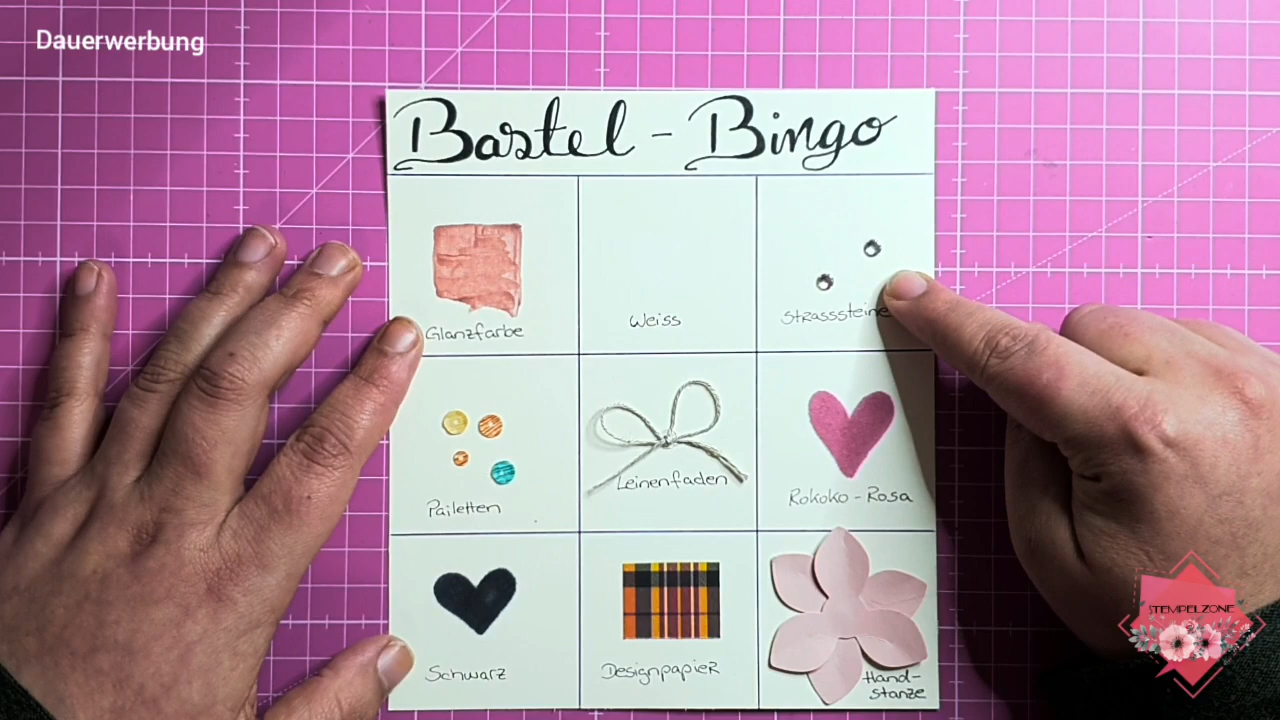 Dauerwerbung
Bastel - Bingo
Glanzfarbe
Weiss
Strasssteine
Pailetten
Leinenfaden
Rokoko - Rosa
Schwarz
Designpapier
Hand-
stanze
STEMPELZONE